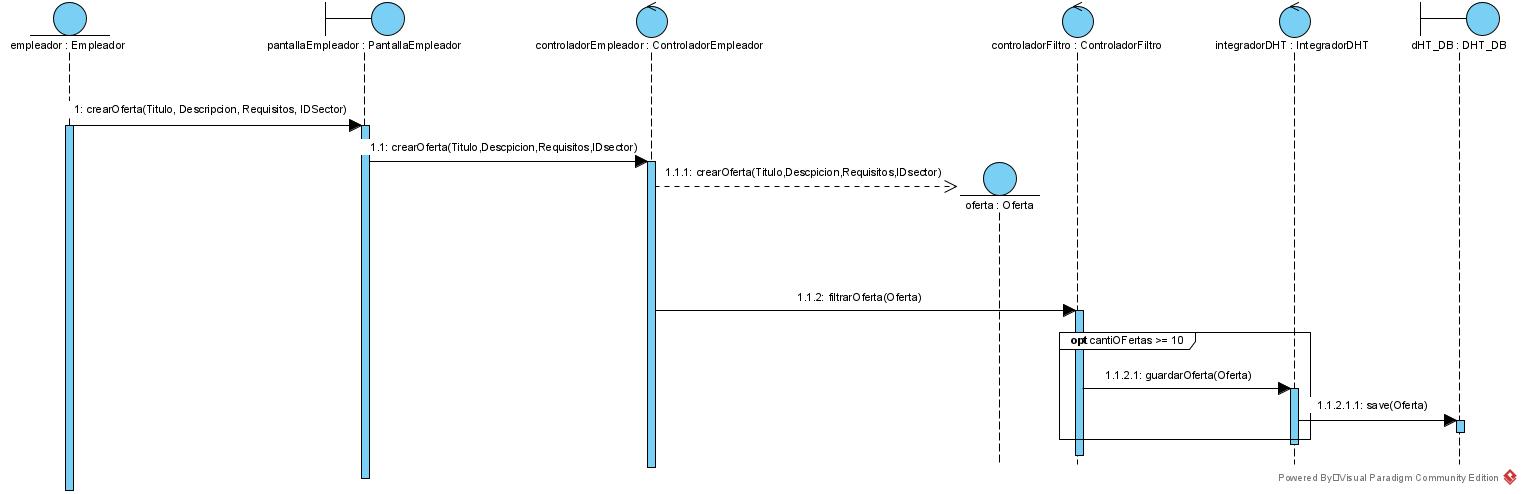 empleador : Empleador
pantallaEmpleador : PantallaEmpleador
controladorEmpleador : ControladorEmpleador
controladorFiltro : ControladorFiltro
integradorDHT : IntegradorDHT
dHT_DB : DHT_DB
1: crearOferta(Titulo, Descripcion, Requisitos, IDSector)
1.1: crearOferta(Titulo,Descpicion,Requisitos,IDsector)
1.1.1: crearOferta(Titulo,Descpicion,Requisitos,IDsector)
oferta : Oferta
1.1.2: filtrarOferta(Oferta)
opt cantiOFertas >= 10
1.1.2.1: guardarOferta(Oferta)
1.1.2.1.1: save(Oferta)
Powered By Visual Paradigm Community Edition